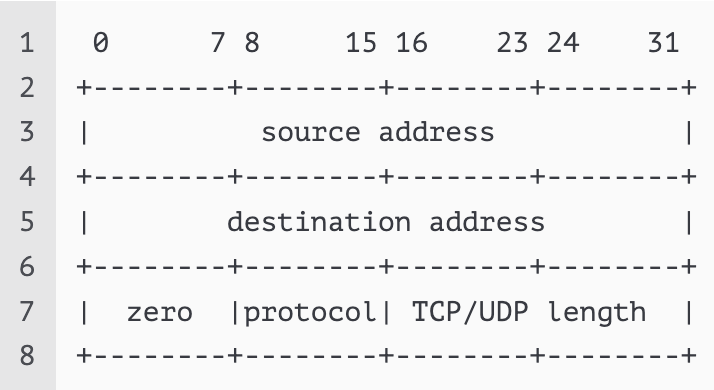 1  0      7 8     15 16    23 24    31
2 +--------+--------+--------+--------+
3 |          source address           |
4 +--------+--------+--------+--------+
5 |        destination address        |
6 +--------+--------+--------+--------+
7 |  zero  |protocol| TCP/UDP length  |
8 +--------+--------+--------+--------+